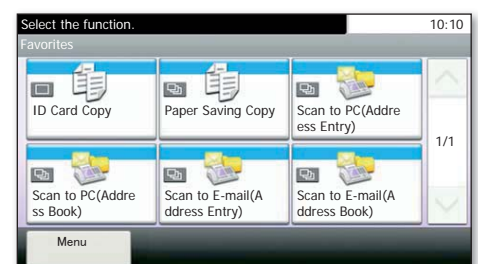 Select the function.
10:10
Favorites
ID Card Copy
Paper Saving Copy
Scan to PC(Addre
ess Entry)
1/1
Scan to PC(Addre
ss Book)
Scan to E-mail(A
ddress Entry)
Scan to E-mail(A
ddress Book)
Menu